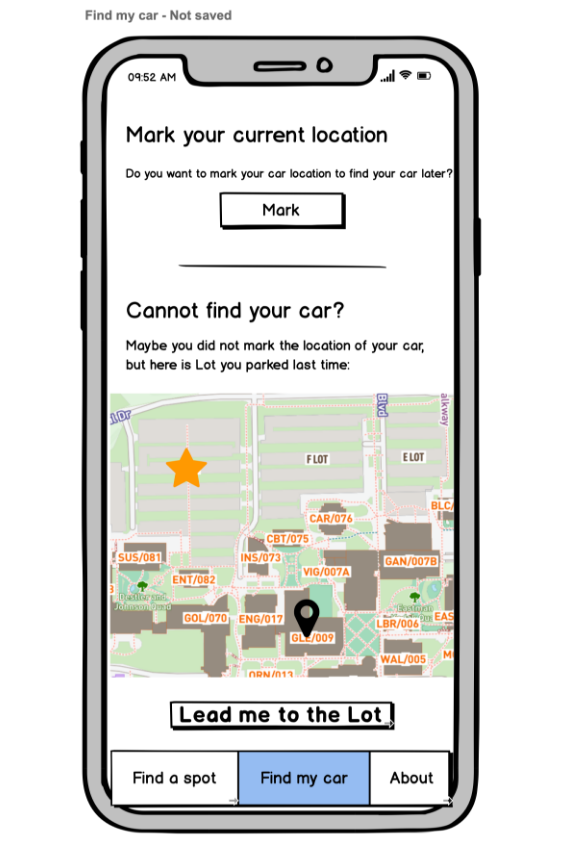 Find my car - Not saved
09:52 AM
Mark your current location
Do you want to mark your car location to find your car later?
Mark
Cannot find your car?
Maybe you did not mark the location of your car,
but here is Lot you parked last time:
Dr
Blvd
alkway
F LOT
E LOT
BLC/
CAR/076
CBT/075
SUS/081
INS/073
GAN/007B
VIG/007A
ENT/082
Eastman
GOL/070
ENG/017
LBR/006
EAS
GLE/009
WAL/005
ORN/013
Lead me to the Lot
Find a spot
Find my car
About